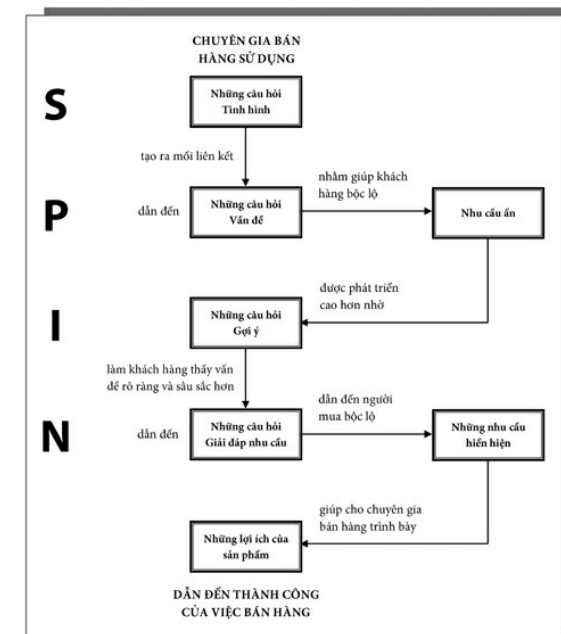 CHUYÊN GIA BÁN
HÀNG SỬ DỤNG
S
Những câu hỏi
Tình hình
tạo ra mối liên kết
P
dẫn đến
Những câu hỏi
Vấn đề
nhằm giúp khách
hàng bộc lộ
Nhu cầu ẩn
được phát triển
cao hơn nhờ
I
Những câu hỏi
Gợi ý
làm khách hàng thấy vấn
đề rõ ràng và sâu sắc hơn
N
dẫn đến
Những câu hỏi
Giải đáp nhu cầu
dẫn đến người
mua bộc lộ
Những nhu cầu
hiển hiện
giúp cho chuyên gia
bán hàng trình bày
Những lợi ích của
sản phẩm
DẪN ĐẾN THÀNH CÔNG
CỦA VIỆC BÁN HÀNG